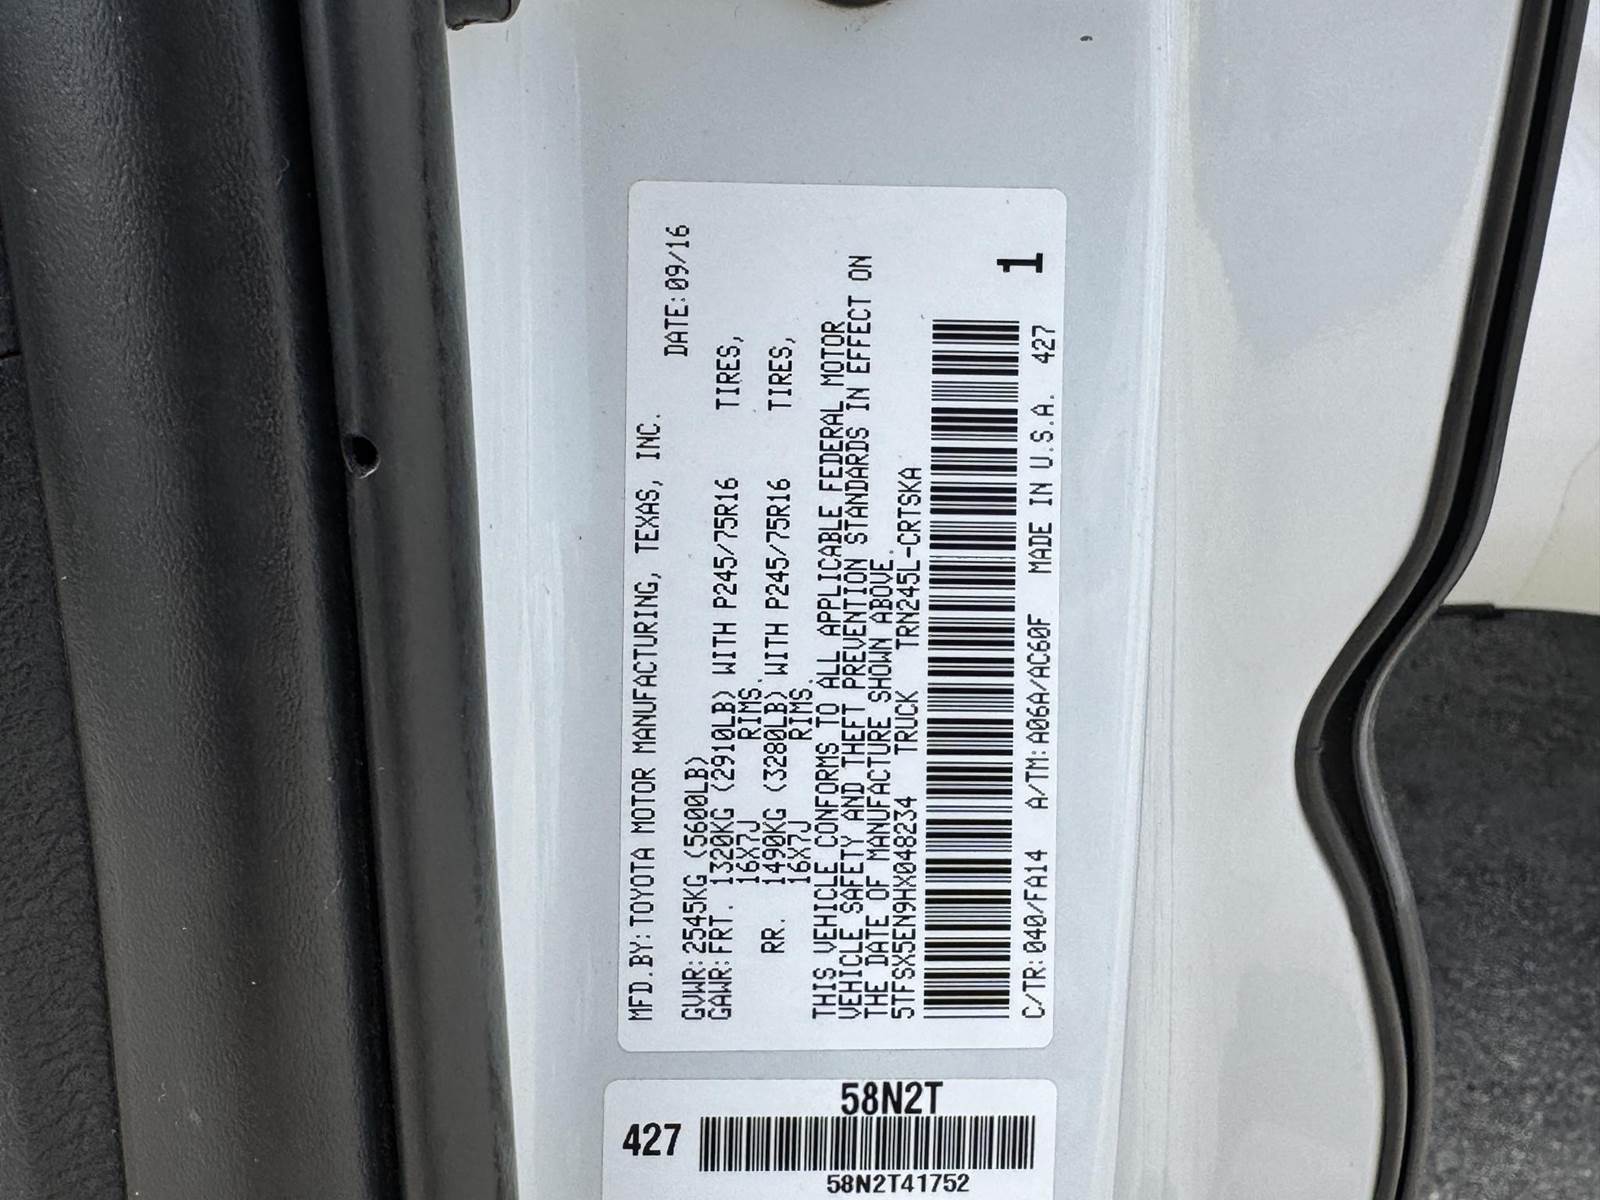 MFD.BY:TOYOTA MOTOR MANUFACTURING, TEXAS, INC.
DATE:09/16
GVWR:2545KG (5600LB)
GAWR:FRT. 1320KG (2910LB) WITH P245/75R16 TIRES,
16X7J RIMS.
RR. 1490KG (3280LB) WITH P245/75R16 TIRES,
16X7J RIMS.
THIS VEHICLE CONFORMS TO ALL APPLICABLE FEDERAL MOTOR
VEHICLE SAFETY AND THEFT PREVENTION STANDARDS IN EFFECT ON
THE DATE OF MANUFACTURE SHOWN ABOVE.
5TFSX5EN9HX048234 TRUCK TRN245L-CRTSKA
1
C/TR:040/FA14 A/TM:A06A/AC60F MADE IN U.S.A. 427
58N2T
427
58N2T41752